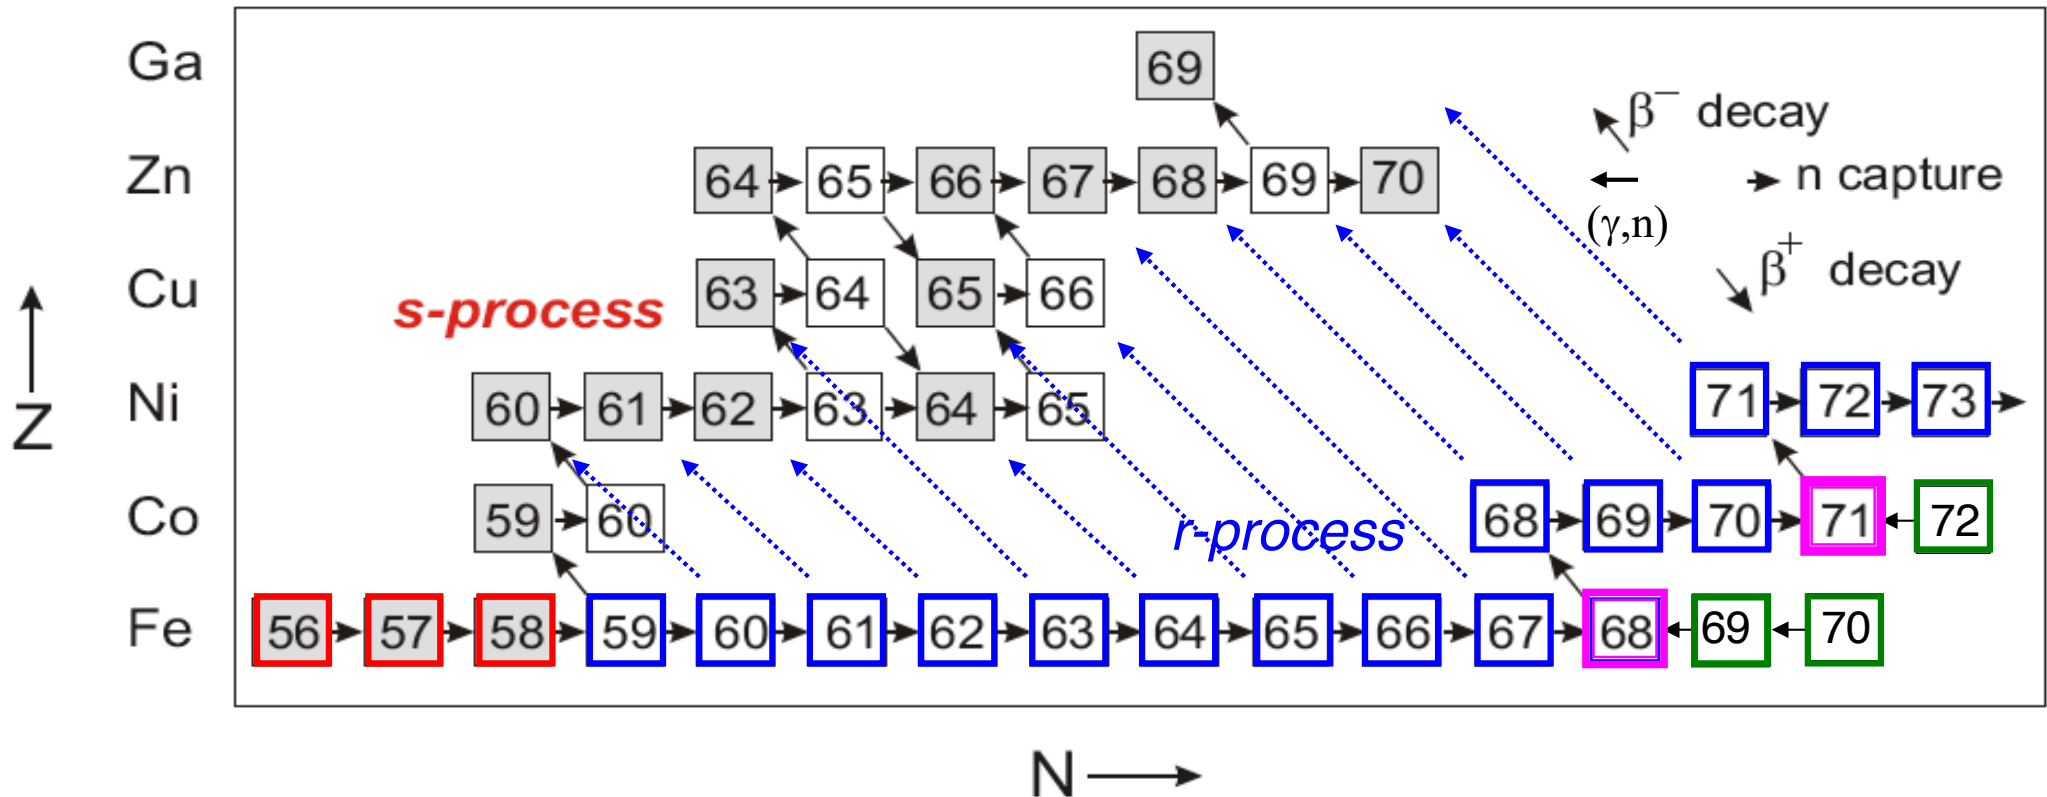 Ga 69
β⁻ decay
Zn 64 65 66 67 68 69 70
n capture
(γ,n)
Cu 63 64 65 66
β⁺ decay
s-process
Ni 60 61 62 63 64 65 71 72 73
Z
Co 59 60 68 69 70 71 72
r-process
Fe 56 57 58 59 60 61 62 63 64 65 66 67 68 69 70
N